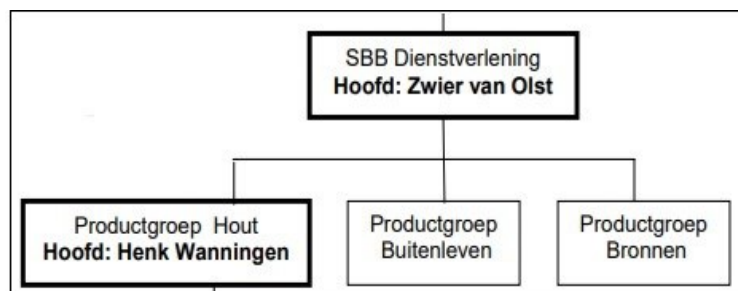 SBB Dienstverlening
Hoofd: Zwier van Olst
Productgroep Hout
Hoofd: Henk Wanningen
Productgroep
Buitenleven
Productgroep
Bronnen